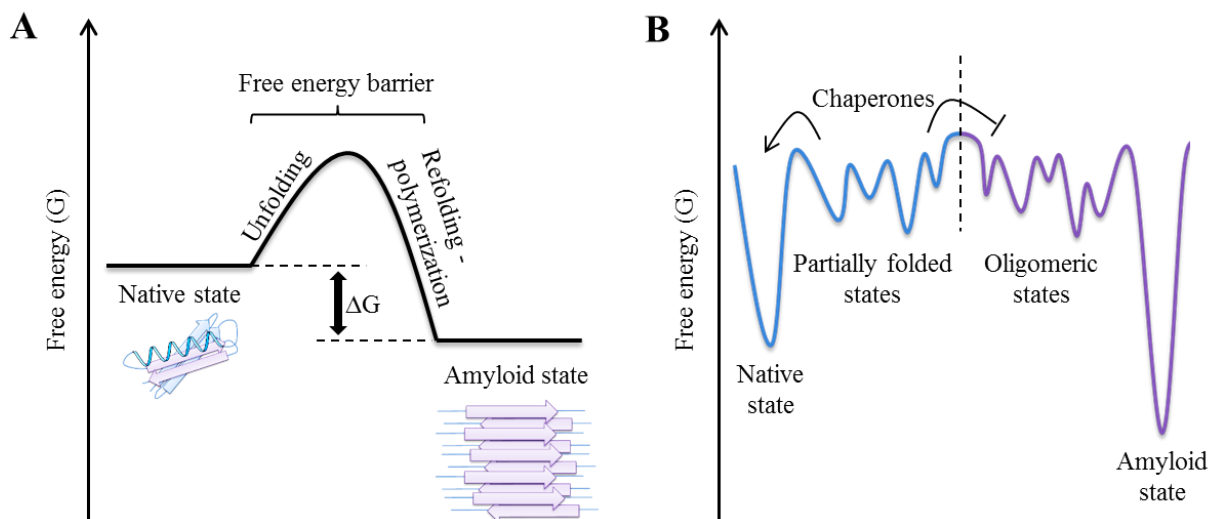 A
Free energy (G)
Free energy barrier
Unfolding
Refolding -
polymerization
Native state
ΔG
Amyloid state
B
Free energy (G)
Chaperones
Partially folded
states
Oligomeric
states
Native
state
Amyloid
state